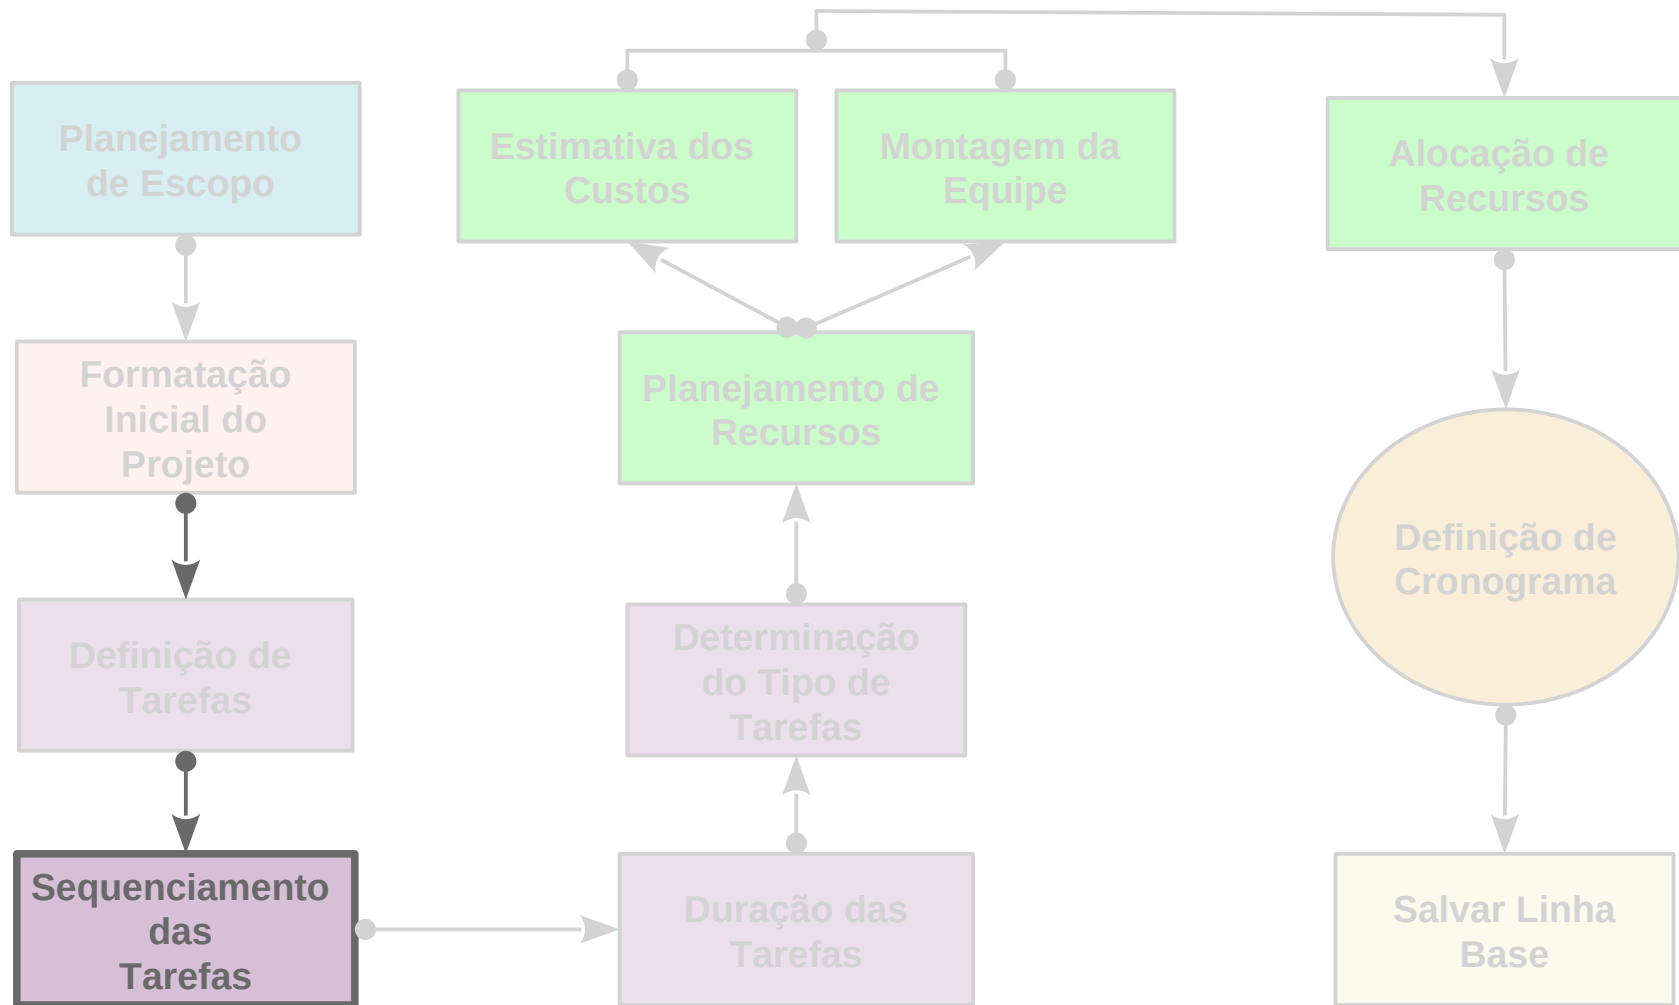 Planejamento
de Escopo
Formatação
Inicial do
Projeto
Definição de
Tarefas
Sequenciamento
das
Tarefas
Duração das
Tarefas
Determinação
do Tipo de
Tarefas
Planejamento de
Recursos
Estimativa dos
Custos
Montagem da
Equipe
Alocação de
Recursos
Definição de
Cronograma
Salvar Linha
Base